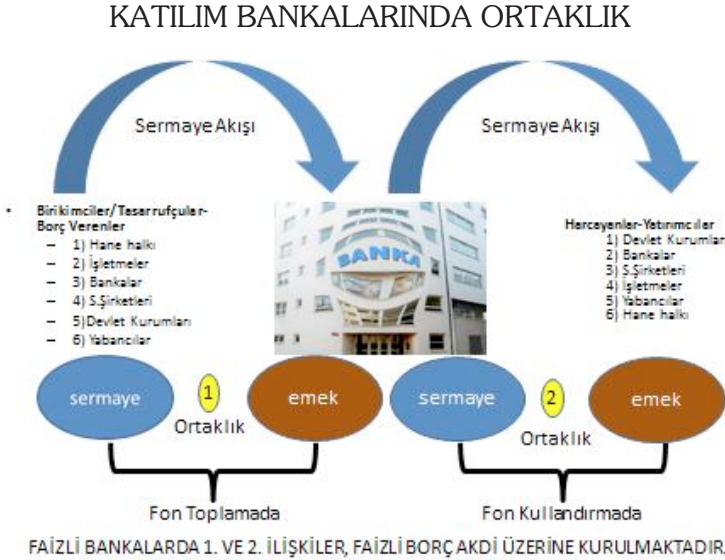 KATILIM BANKALARINDA ORTAKLIK
Sermaye Akışı
Sermaye Akışı
• Birikimciler/Tasarrufçular-
Borç Verenler
– 1) Hane halkı
– 2) İşletmeler
– 3) Bankalar
– 4) S.Şirketleri
– 5)Devlet Kurumları
– 6) Yabancılar
BANKA
Harcayanlar-Yatırımcılar
1) Devlet Kurumları
2) Bankalar
3) S.Şirketleri
4) İşletmeler
5) Yabancılar
6) Hane halkı
sermaye
1
emek
sermaye
2
emek
Ortaklık
Ortaklık
Fon Toplamada
Fon Kullandırmada
FAİZLİ BANKALARDA 1. VE 2. İLİŞKİLER, FAİZLİ BORÇ AKDİ ÜZERİNE KURULMAKTADIR